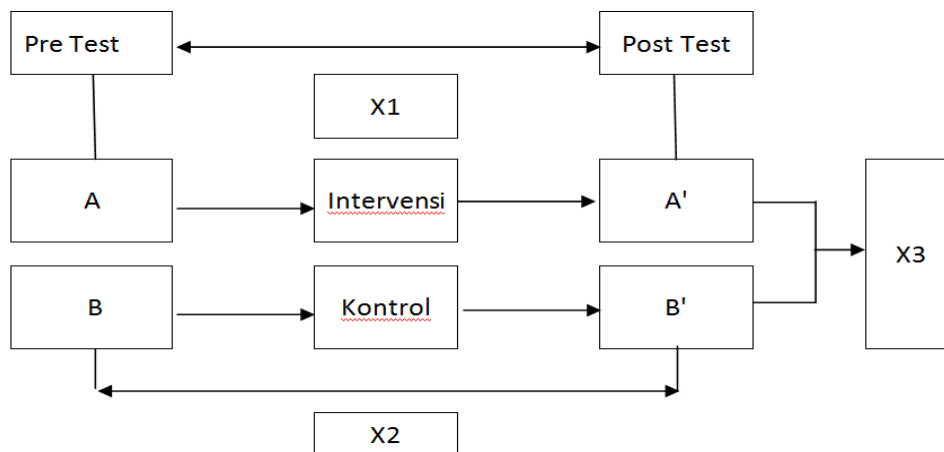 Pre Test
Post Test
X1
A
Intervensi
A'
X3
B
Kontrol
B'
X2